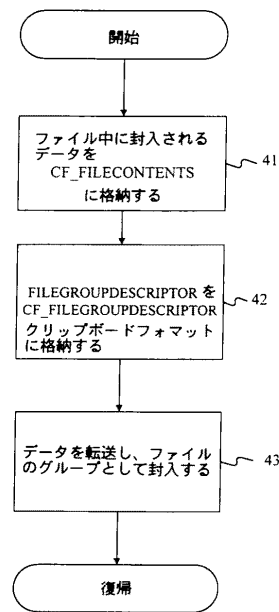 開始
ファイル中に封入される
データを
CF_FILECONTENTS
に格納する
41
FILEGROUPDESCRIPTOR を
CF_FILEGROUPDESCRIPTOR
クリップボードフォーマット
に格納する
42
データを転送し、ファイル
のグループとして封入する
43
復帰